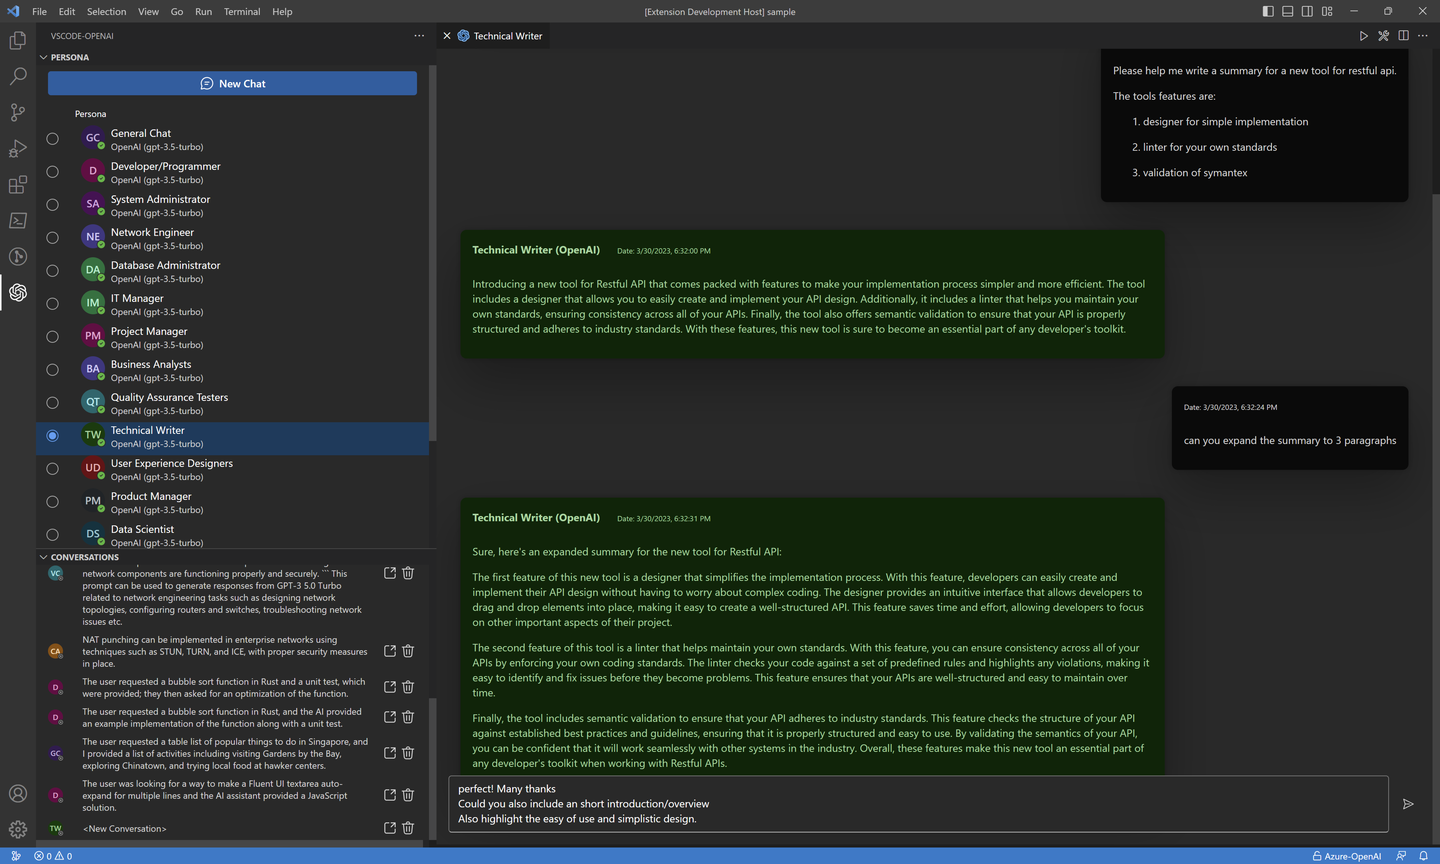 File Edit Selection View Go Run Terminal Help
[Extension Development Host] sample
VSCODE-OPENAI
PERSONA
New Chat
Persona
GC General Chat
OpenAI (gpt-3.5-turbo)
D Developer/Programmer
OpenAI (gpt-3.5-turbo)
SA System Administrator
OpenAI (gpt-3.5-turbo)
NE Network Engineer
OpenAI (gpt-3.5-turbo)
DA Database Administrator
OpenAI (gpt-3.5-turbo)
IM IT Manager
OpenAI (gpt-3.5-turbo)
PM Project Manager
OpenAI (gpt-3.5-turbo)
BA Business Analysts
OpenAI (gpt-3.5-turbo)
QT Quality Assurance Testers
OpenAI (gpt-3.5-turbo)
TW Technical Writer
OpenAI (gpt-3.5-turbo)
UD User Experience Designers
OpenAI (gpt-3.5-turbo)
PM Product Manager
OpenAI (gpt-3.5-turbo)
DS Data Scientist
OpenAI (gpt-3.5-turbo)
CONVERSATIONS
VC network components are functioning properly and securely. ``` This
prompt can be used to generate responses from GPT-3 5.0 Turbo
related to network engineering tasks such as designing network
topologies, configuring routers and switches, troubleshooting network
issues etc.
NAT punching can be implemented in enterprise networks using
CA techniques such as STUN, TURN, and ICE, with proper security measures
in place.
D The user requested a bubble sort function in Rust and a unit test, which
were provided; they then asked for an optimization of the function.
D The user requested a bubble sort function in Rust, and the AI provided
an example implementation of the function along with a unit test.
The user requested a table list of popular things to do in Singapore, and
GC I provided a list of activities including visiting Gardens by the Bay,
exploring Chinatown, and trying local food at hawker centers.
The user was looking for a way to make a Fluent UI textarea auto-
D expand for multiple lines and the AI assistant provided a JavaScript
solution.
TW <New Conversation>
Technical Writer
Please help me write a summary for a new tool for restful api.
The tools features are:
1. designer for simple implementation
2. linter for your own standards
3. validation of symantex
Technical Writer (OpenAI) Date: 3/30/2023, 6:32:00 PM
Introducing a new tool for Restful API that comes packed with features to make your implementation process simpler and more efficient. The tool
includes a designer that allows you to easily create and implement your API design. Additionally, it includes a linter that helps you maintain your
own standards, ensuring consistency across all of your APIs. Finally, the tool also offers semantic validation to ensure that your API is properly
structured and adheres to industry standards. With these features, this new tool is sure to become an essential part of any developer's toolkit.
Date: 3/30/2023, 6:32:24 PM
can you expand the summary to 3 paragraphs
Technical Writer (OpenAI) Date: 3/30/2023, 6:32:31 PM
Sure, here's an expanded summary for the new tool for Restful API:
The first feature of this new tool is a designer that simplifies the implementation process. With this feature, developers can easily create and
implement their API design without having to worry about complex coding. The designer provides an intuitive interface that allows developers to
drag and drop elements into place, making it easy to create a well-structured API. This feature saves time and effort, allowing developers to focus
on other important aspects of their project.
The second feature of this tool is a linter that helps maintain your own standards. With this feature, you can ensure consistency across all of your
APIs by enforcing your own coding standards. The linter checks your code against a set of predefined rules and highlights any violations, making it
easy to identify and fix issues before they become problems. This feature ensures that your APIs are well-structured and easy to maintain over
time.
Finally, the tool includes semantic validation to ensure that your API adheres to industry standards. This feature checks the structure of your API
against established best practices and guidelines, ensuring that it is properly structured and easy to use. By validating the semantics of your API,
you can be confident that it will work seamlessly with other systems in the industry. Overall, these features make this new tool an essential part of
any developer's toolkit when working with Restful APIs.
perfect! Many thanks
Could you also include an short introduction/overview
Also highlight the easy of use and simplistic design.
0 0
Azure-OpenAI